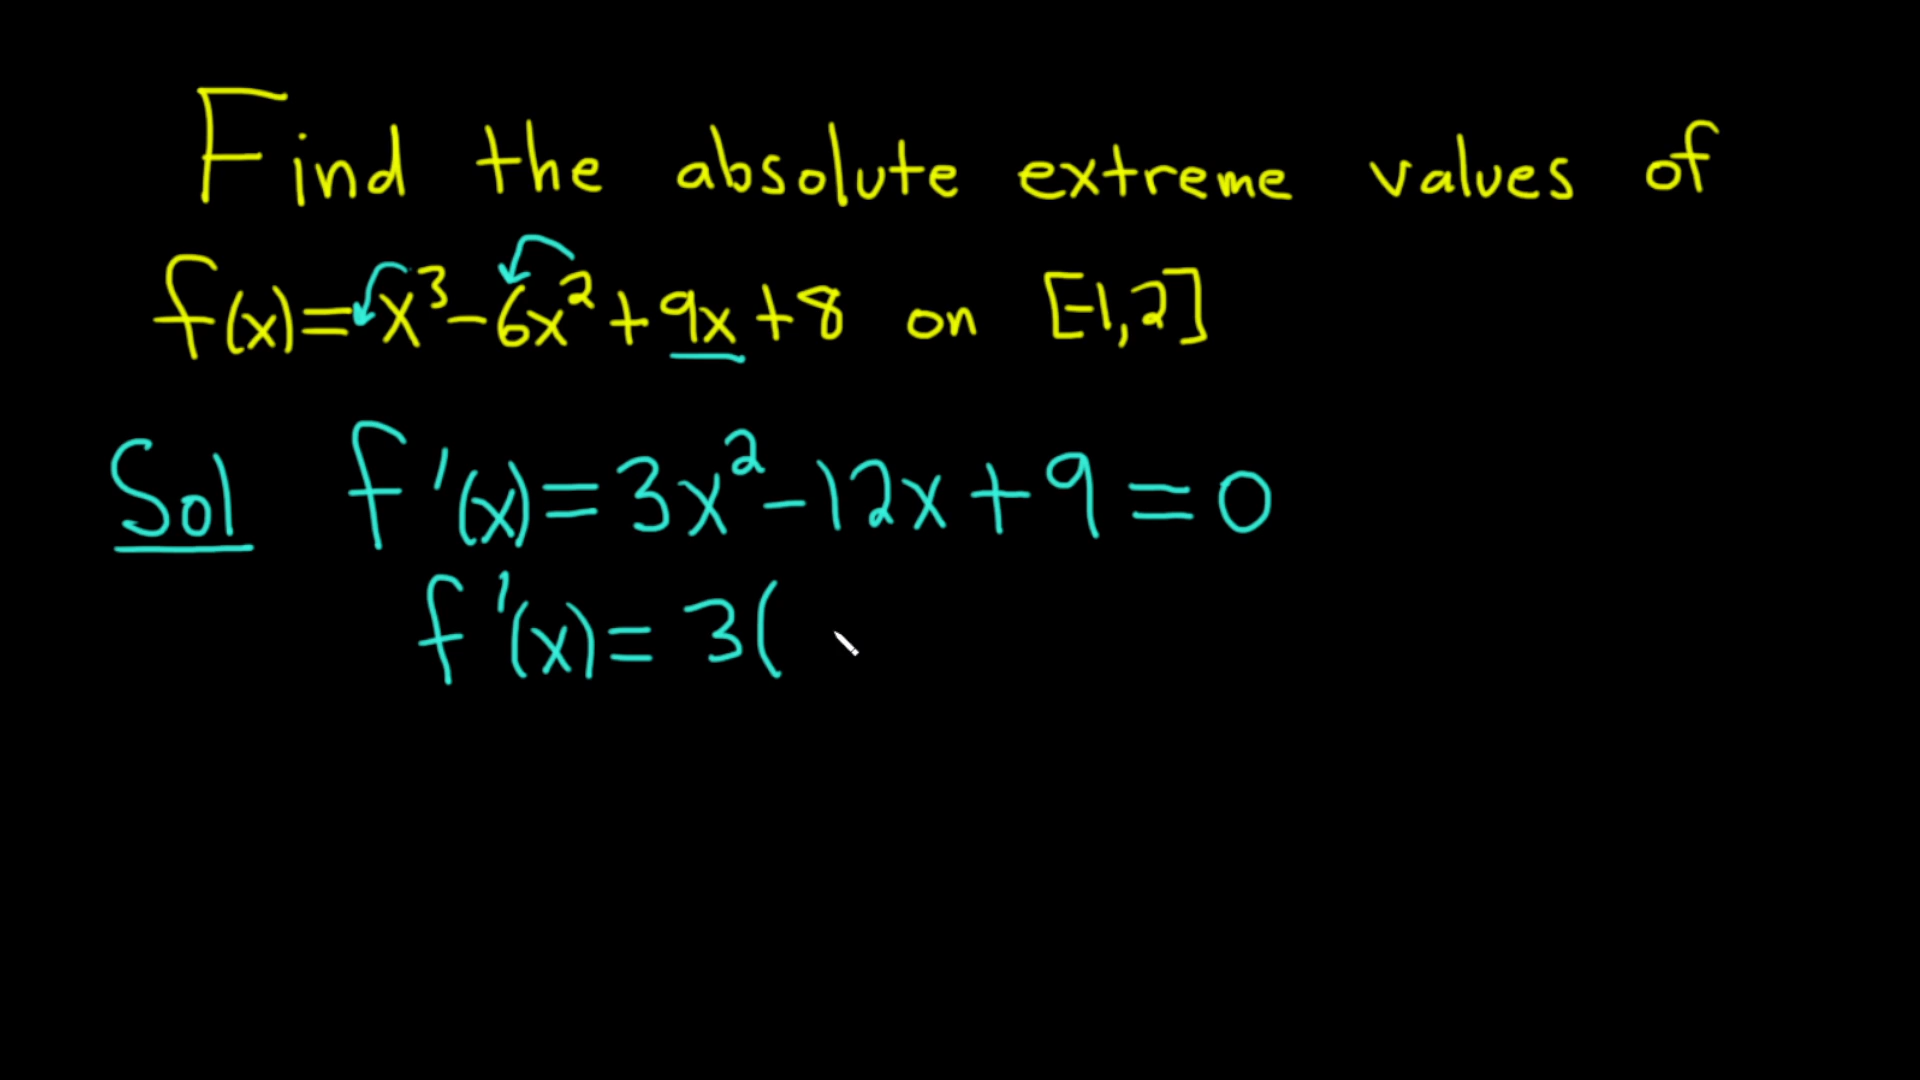 Find the absolute extreme values of
f(x)=x³-6x²+9x+8 on [-1,2]
Sol f'(x)=3x²-12x+9=0
f'(x)=3(